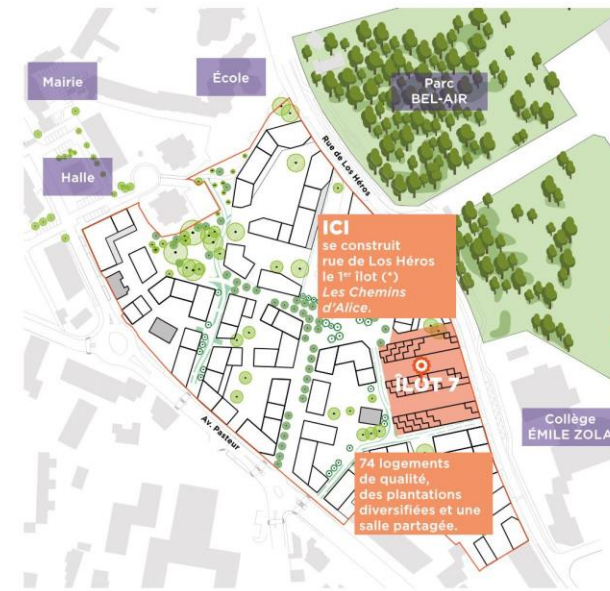 Mairie
École
Parc
BEL-AIR
Halle
Rue de Los Héros
ICI
se construit
rue de Los Héros
le 1er îlot (*)
Les Chemins
d'Alice.
ÎLOT 7
Collège
ÉMILE ZOLA
Av. Pasteur
74 logements
de qualité,
des plantations
diversifiées et une
salle partagée.